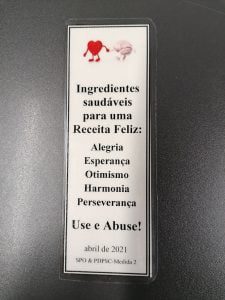 Ingredientes
saudáveis
para uma
Receita Feliz:
Alegria
Esperança
Otimismo
Harmonia
Perseverança
Use e Abuse!
abril de 2021
SPO & PDPSC-Medida 2